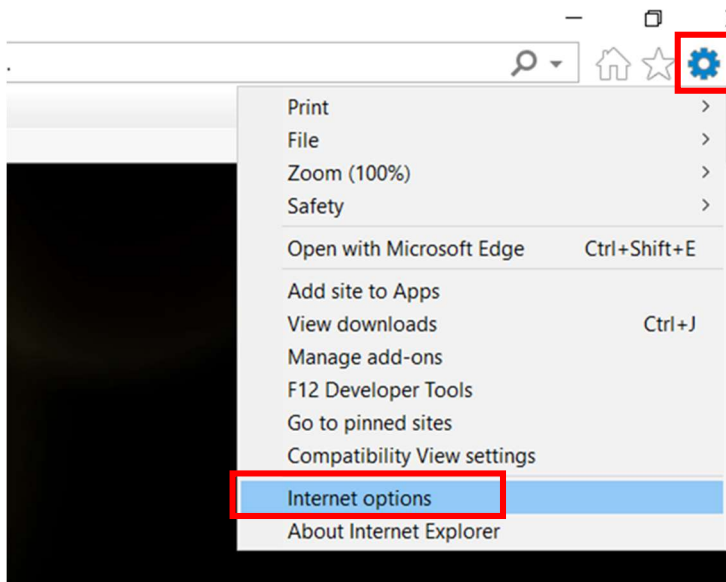 .
Print
File
Zoom (100%)
Safety
Open with Microsoft Edge Ctrl+Shift+E
Add site to Apps
View downloads Ctrl+J
Manage add-ons
F12 Developer Tools
Go to pinned sites
Compatibility View settings
Internet options
About Internet Explorer